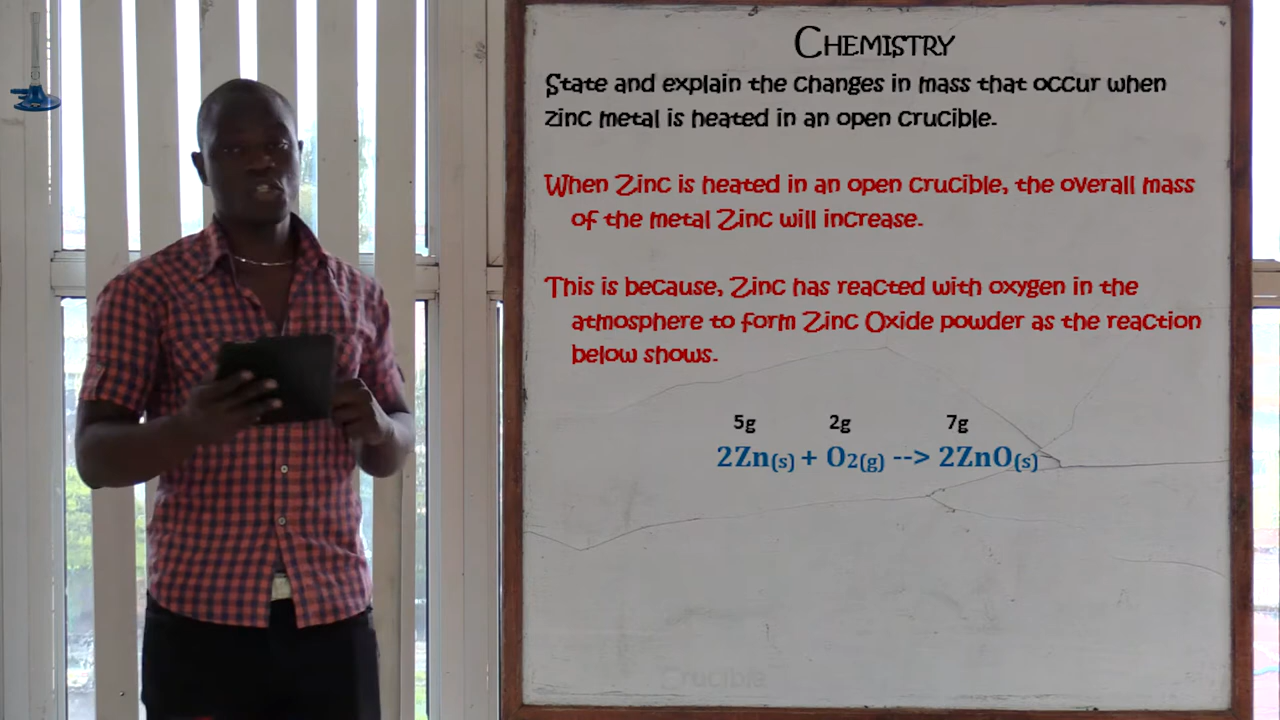 Chemistry
State and explain the changes in mass that occur when
zinc metal is heated in an open crucible.
When Zinc is heated in an open crucible, the overall mass
of the metal Zinc will increase.
This is because, Zinc has reacted with oxygen in the
atmosphere to form Zinc Oxide powder as the reaction
below shows.
5g 2g 7g
2Zn(s) + O2(g) --> 2ZnO(s)
Crucible